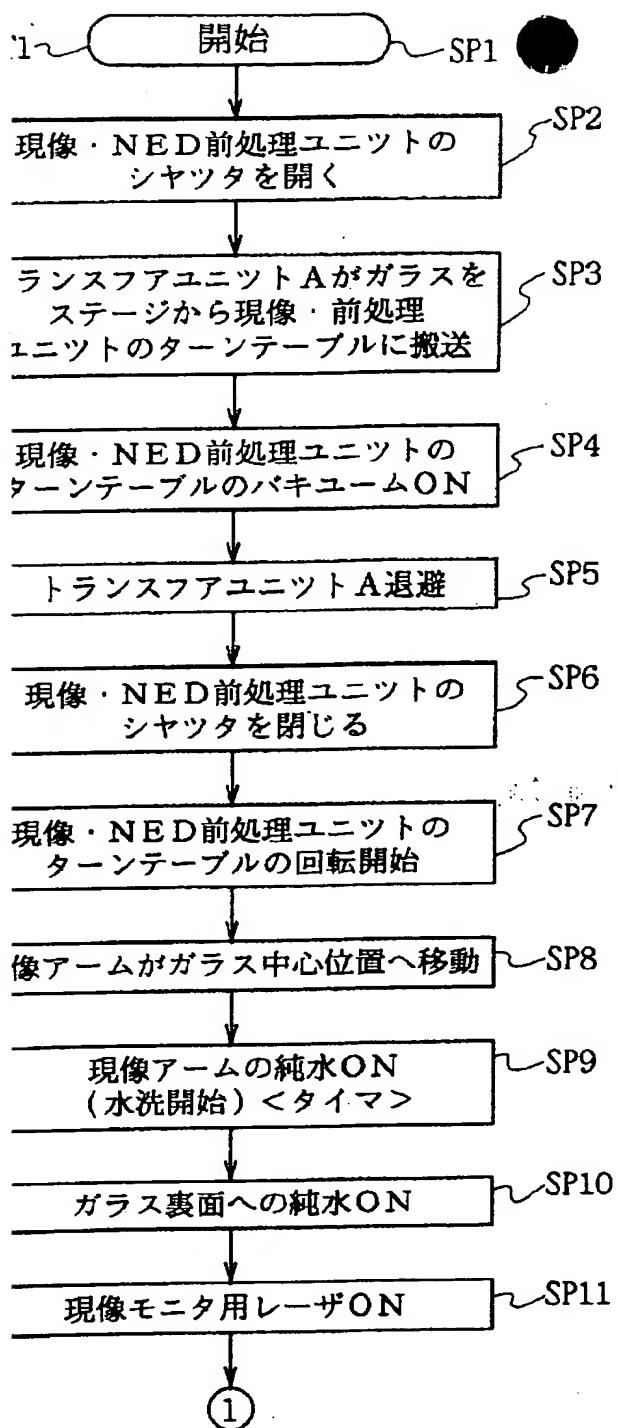 開始
SP1
現像・NED前処理ユニツトの
シヤツタを開く
SP2
ランスフアユニツトAがガラスを
ステージから現像・前処理
ユニツトのターンテーブルに搬送
SP3
現像・NED前処理ユニツトの
ターンテーブルのバキユームON
SP4
トランスフアユニツトA退避
SP5
現像・NED前処理ユニツトの
シヤツタを閉じる
SP6
現像・NED前処理ユニツトの
ターンテーブルの回転開始
SP7
像アームがガラス中心位置へ移動
SP8
現像アームの純水ON
(水洗開始)<タイマ>
SP9
ガラス裏面への純水ON
SP10
現像モニタ用レーザON
SP11
1